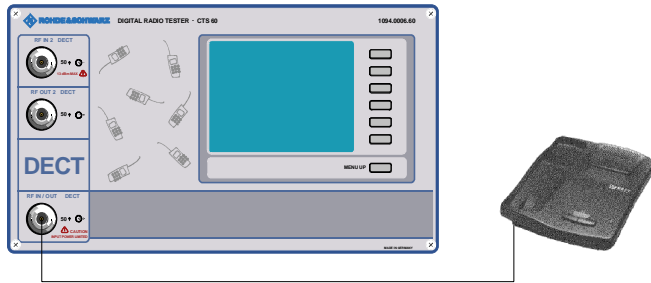 ROHDE&SCHWARZ DIGITAL RADIO TESTER · CTS 60 1094.0006.60
RF IN 2 DECT
50
RF OUT 2 DECT
50
DECT
MENU UP
RF IN / OUT DECT
50
CAUTION
INPUT POWER LIMITED
MADE IN GERMANY